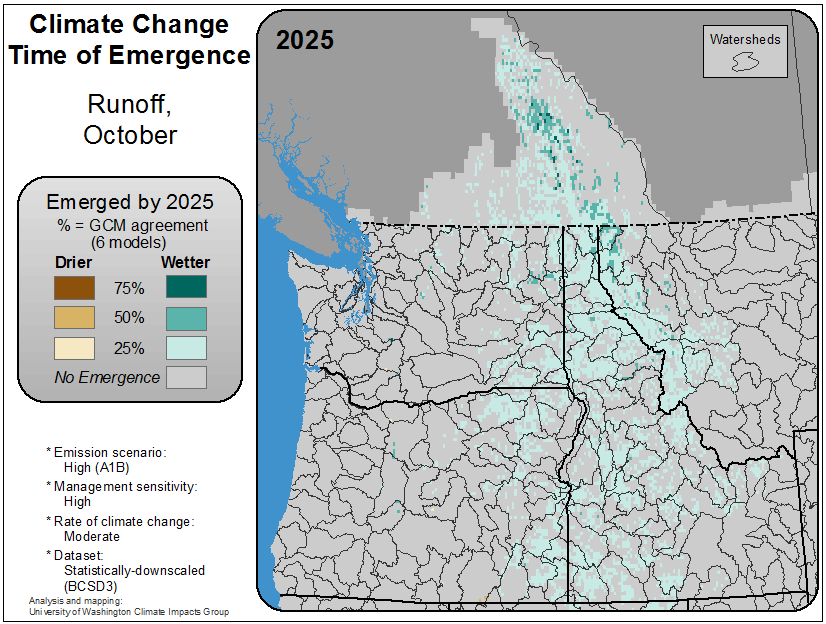 Climate Change
Time of Emergence
Runoff,
October
Emerged by 2025
% = GCM agreement
(6 models)
Drier Wetter
75%
50%
25%
No Emergence
* Emission scenario:
High (A1B)
* Management sensitivity:
High
* Rate of climate change:
Moderate
* Dataset:
Statistically-downscaled
(BCSD3)
Analysis and mapping:
University of Washington Climate Impacts Group
2025
Watersheds